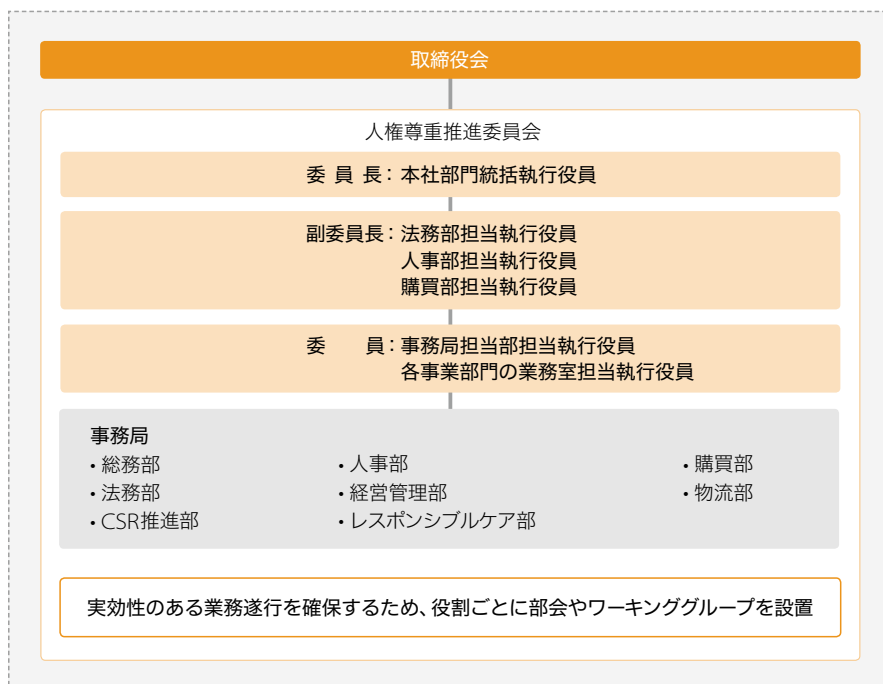 取締役会
人権尊重推進委員会
委員長：本社部門統括執行役員
副委員長：法務部担当執行役員
人事部担当執行役員
購買部担当執行役員
委員：事務局担当部担当執行役員
各事業部門の業務室担当執行役員
事務局
・総務部
・法務部
・CSR推進部
・人事部
・経営管理部
・レスポンシブルケア部
・購買部
・物流部
実効性のある業務遂行を確保するため、役割ごとに部会やワーキンググループを設置